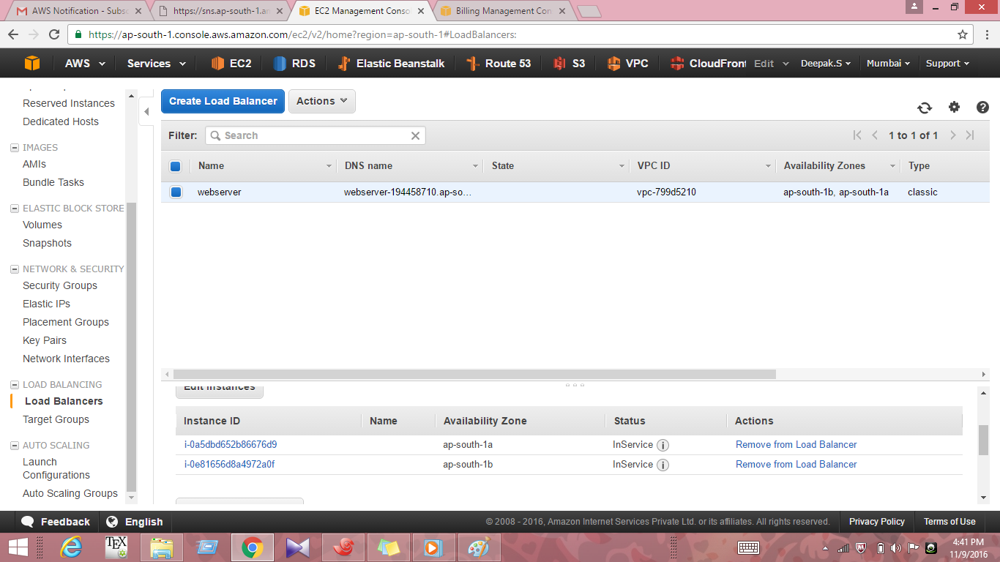 AWS Notification - Subsc
https://sns.ap-south-1.am
EC2 Management Conso
Billing Management Con
https://ap-south-1.console.aws.amazon.com/ec2/v2/home?region=ap-south-1#LoadBalancers:
AWS Services EC2 RDS Elastic Beanstalk Route 53 S3 VPC CloudFront Edit Deepak.S Mumbai Support
Reserved Instances
Dedicated Hosts
IMAGES
AMIs
Bundle Tasks
ELASTIC BLOCK STORE
Volumes
Snapshots
NETWORK & SECURITY
Security Groups
Elastic IPs
Placement Groups
Key Pairs
Network Interfaces
LOAD BALANCING
Load Balancers
Target Groups
AUTO SCALING
Launch
Configurations
Auto Scaling Groups
Create Load Balancer Actions
Filter: Search 1 to 1 of 1
Name DNS name State VPC ID Availability Zones Type
webserver webserver-194458710.ap-so... vpc-799d5210 ap-south-1b, ap-south-1a classic
Edit Instances
Instance ID Name Availability Zone Status Actions
i-0a5dbd652b86676d9 ap-south-1a InService Remove from Load Balancer
i-0e81656d8a4972a0f ap-south-1b InService Remove from Load Balancer
Feedback English © 2008 - 2016, Amazon Internet Services Private Ltd. or its affiliates. All rights reserved. Privacy Policy Terms of Use
TEX
4:41 PM
11/9/2016